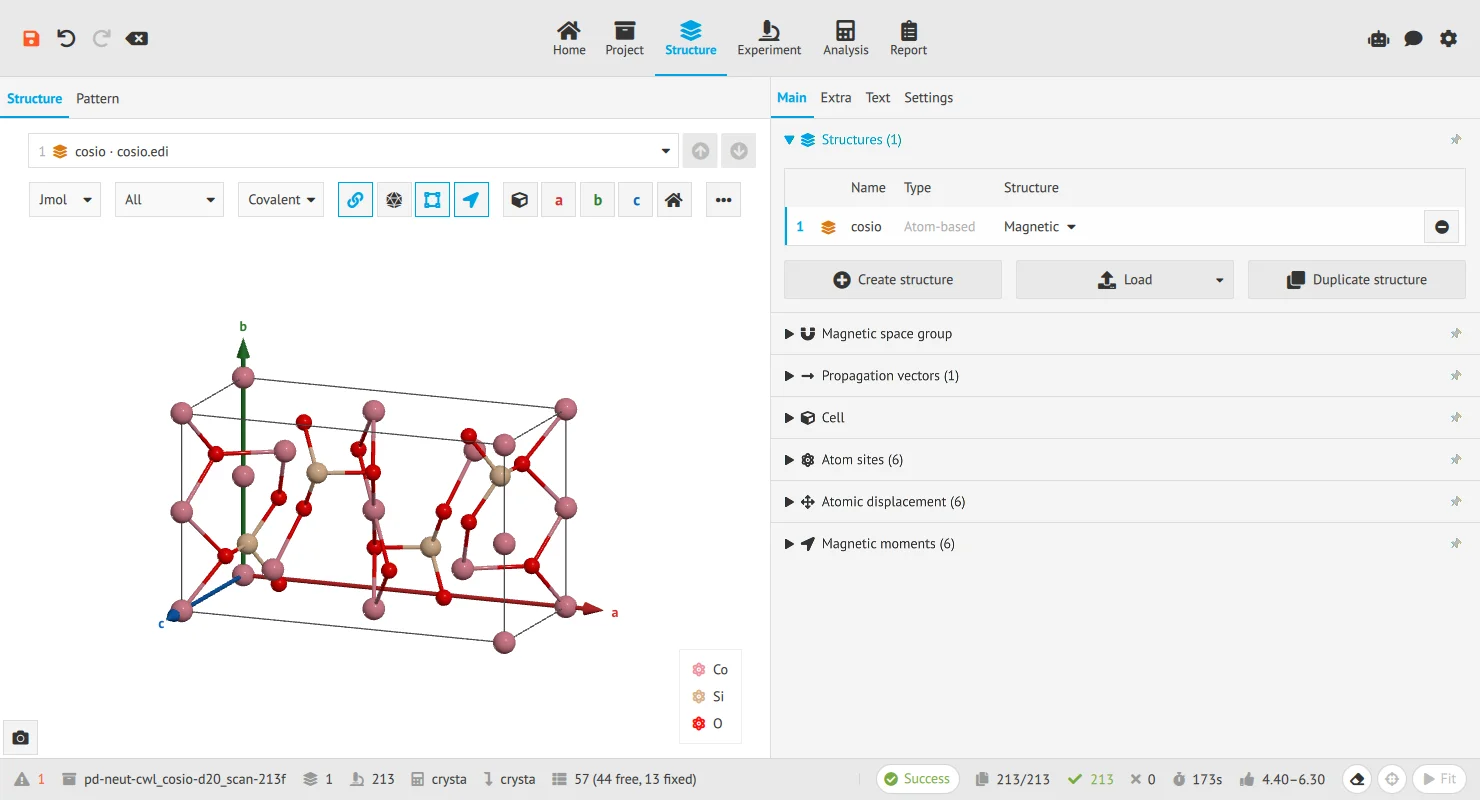 Home Project Structure Experiment Analysis Report
Structure Pattern
Main Extra Text Settings
1 cosio · cosio.edi
Jmol All Covalent a b c •••
b
a
c
Co
Si
O
Structures (1)
Name Type Structure
1 cosio Atom-based Magnetic
Create structure Load Duplicate structure
Magnetic space group
Propagation vectors (1)
Cell
Atom sites (6)
Atomic displacement (6)
Magnetic moments (6)
1 pd-neut-cwl_cosio-d20_scan-213f 1 213 crysta crysta 57 (44 free, 13 fixed) Success 213/213 213 0 173s 4.40–6.30 Fit